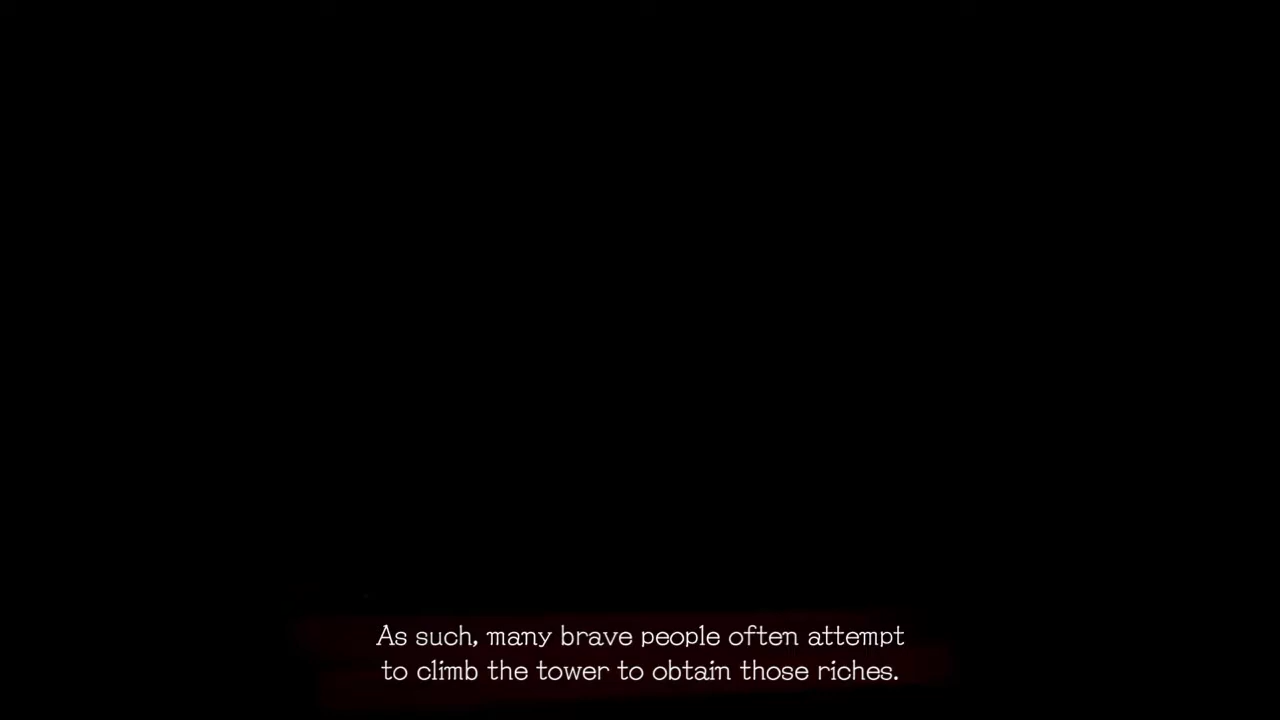 As such, many brave people often attempt
to climb the tower to obtain those riches.